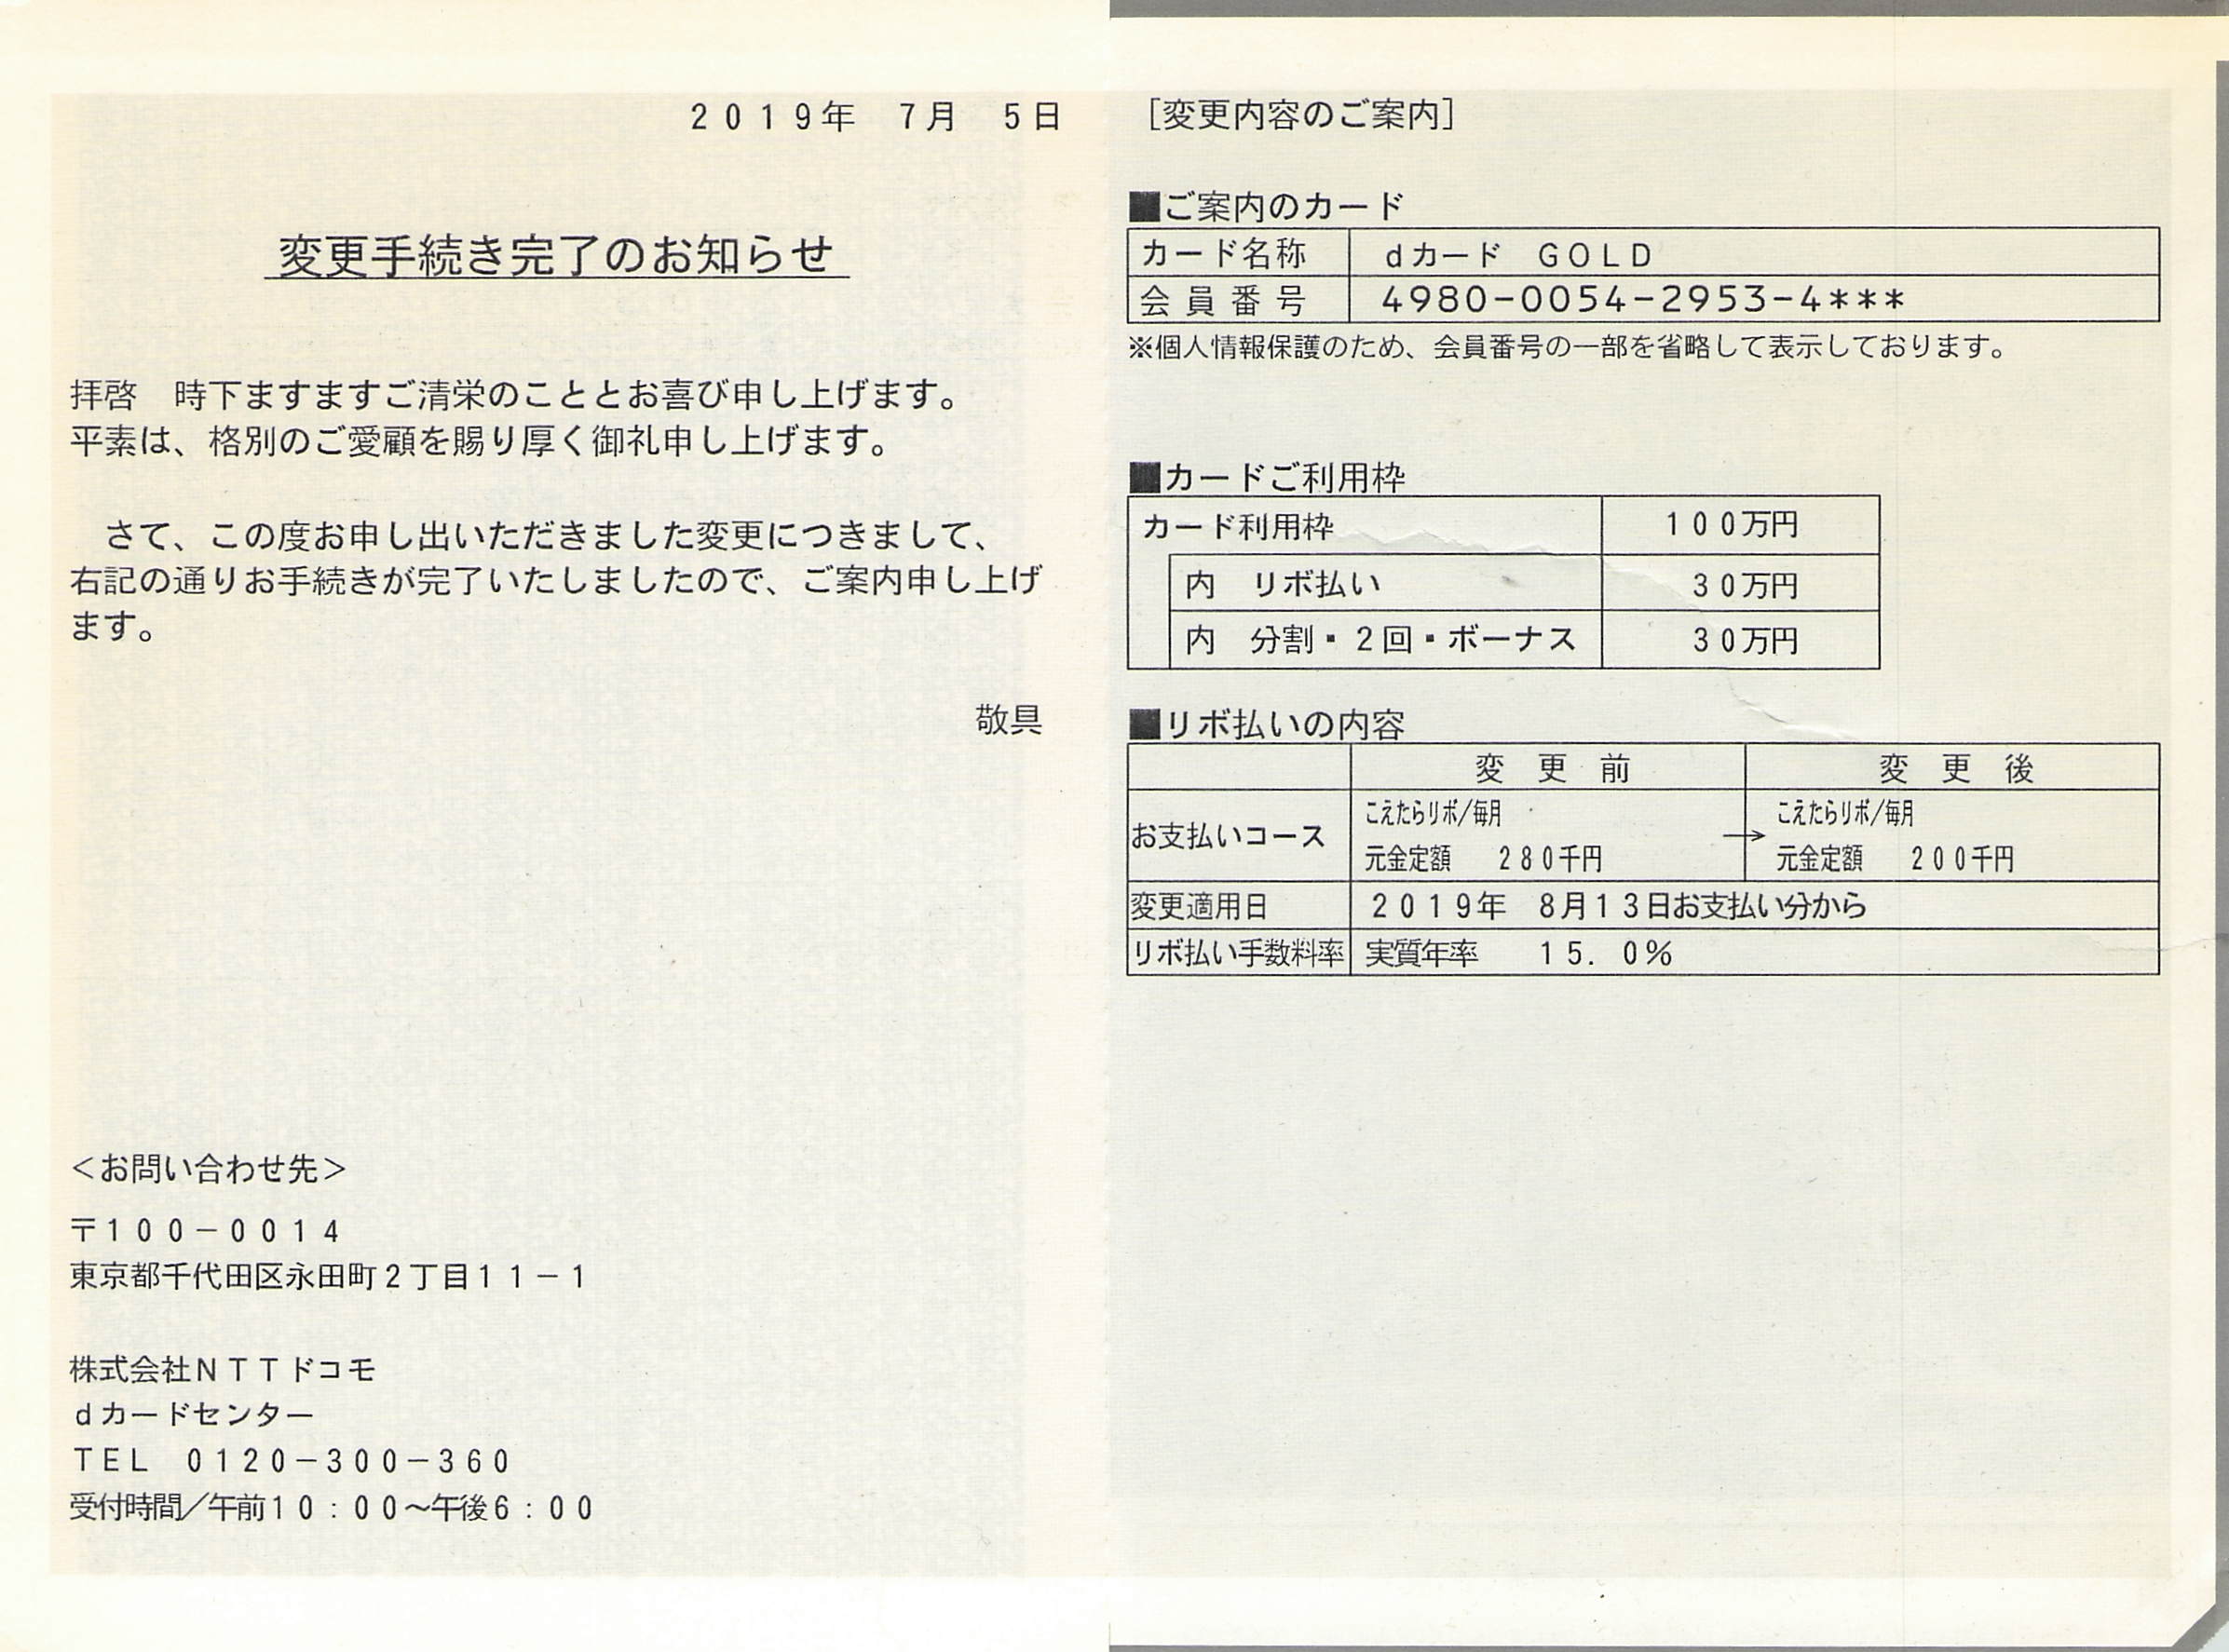 2019年 7月 5日
変更手続き完了のお知らせ
拝啓 時下ますますご清栄のこととお喜び申し上げます。
平素は、格別のご愛顧を賜り厚く御礼申し上げます。
さて、この度お申し出いただきました変更につきまして、
右記の通りお手続きが完了いたしましたので、ご案内申し上げ
ます。
敬具
<お問い合わせ先>
〒100-0014
東京都千代田区永田町2丁目11-1
株式会社NTTドコモ
dカードセンター
TEL 0120-300-360
受付時間/午前10:00~午後6:00
[変更内容のご案内]
■ご案内のカード
カード名称 dカード GOLD
会員番号 4980-0054-2953-4***
※個人情報保護のため、会員番号の一部を省略して表示しております。
■カードご利用枠
カード利用枠 100万円
内 リボ払い 30万円
内 分割・2回・ボーナス 30万円
■リボ払いの内容
変更前 変更後
お支払いコース
こえたらリボ/毎月 → こえたらリボ/毎月
元金定額 280千円 元金定額 200千円
変更適用日 2019年 8月13日お支払い分から
リボ払い手数料率 実質年率 15.0%